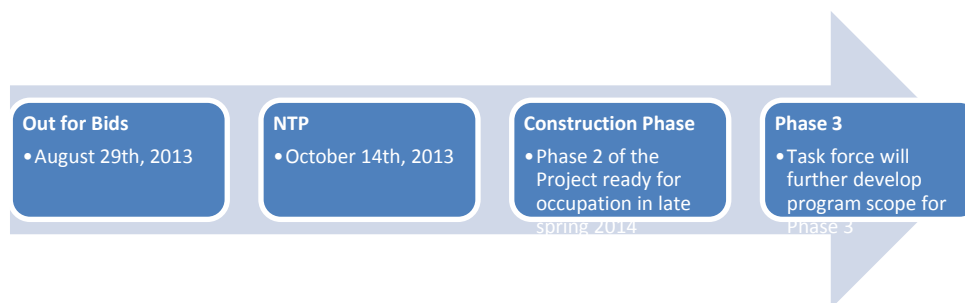 Out for Bids
•August 29th, 2013
NTP
•October 14th, 2013
Construction Phase
•Phase 2 of the
Project ready for
occupation in late
spring 2014
Phase 3
•Task force will
further develop
program scope for
Phase 3